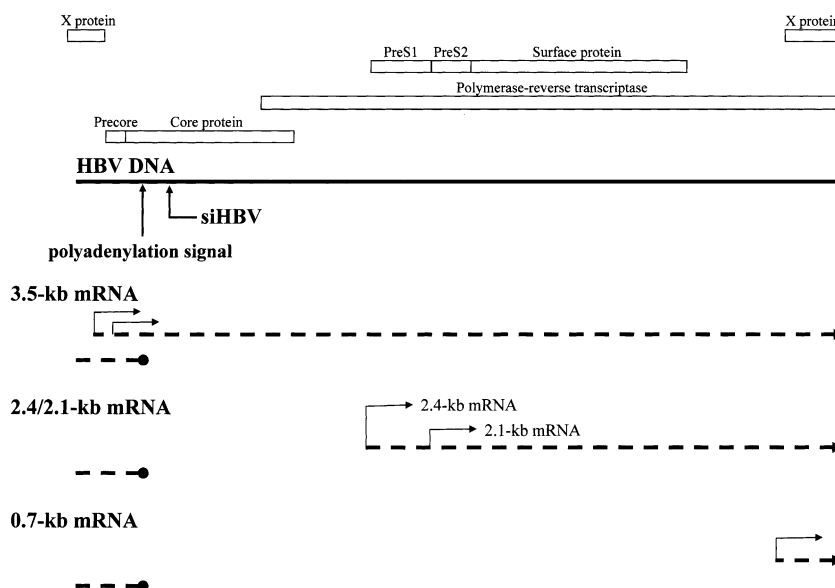 X protein
X protein
PreS1 PreS2 Surface protein
Polymerase-reverse transcriptase
Precore Core protein
HBV DNA
siHBV
polyadenylation signal
3.5-kb mRNA
2.4/2.1-kb mRNA
2.4-kb mRNA
2.1-kb mRNA
0.7-kb mRNA